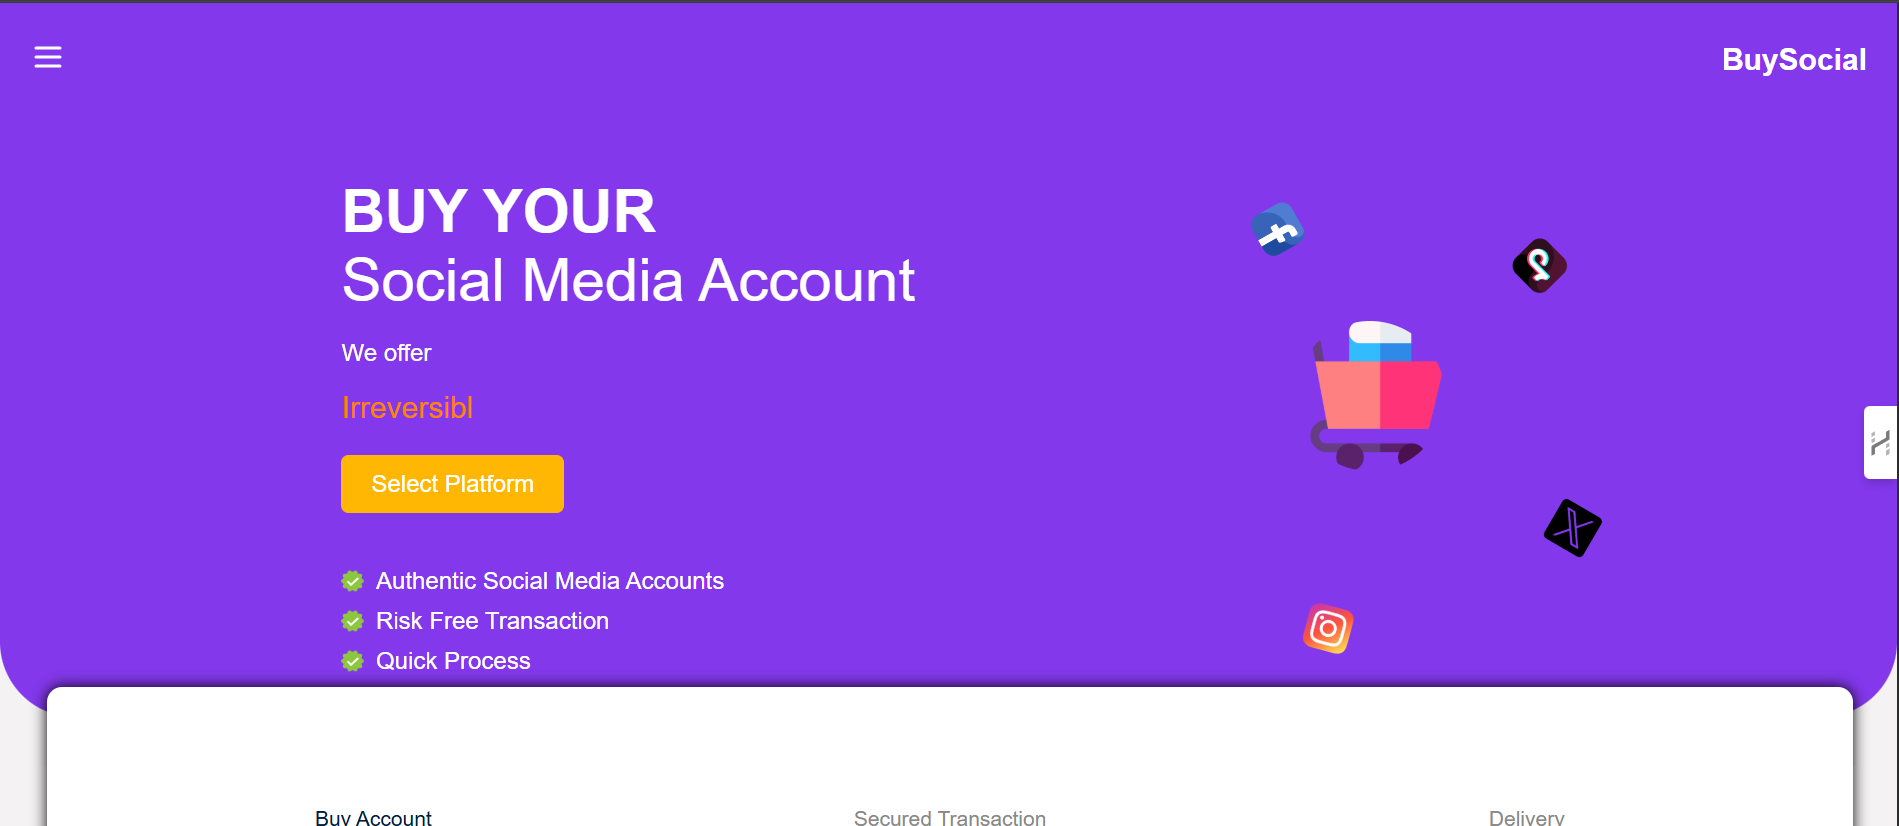 BuySocial
BUY YOUR
Social Media Account
We offer
Irreversibl
Select Platform
Authentic Social Media Accounts
Risk Free Transaction
Quick Process
Buy Account
Secured Transaction
Delivery